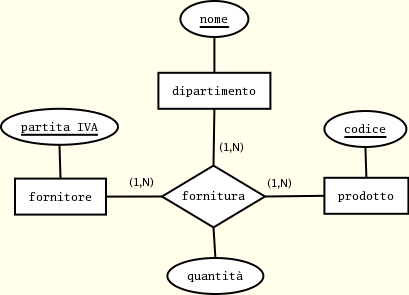 nome
dipartimento
partita IVA
codice
(1,N)
(1,N)
(1,N)
fornitore
fornitura
prodotto
quantità